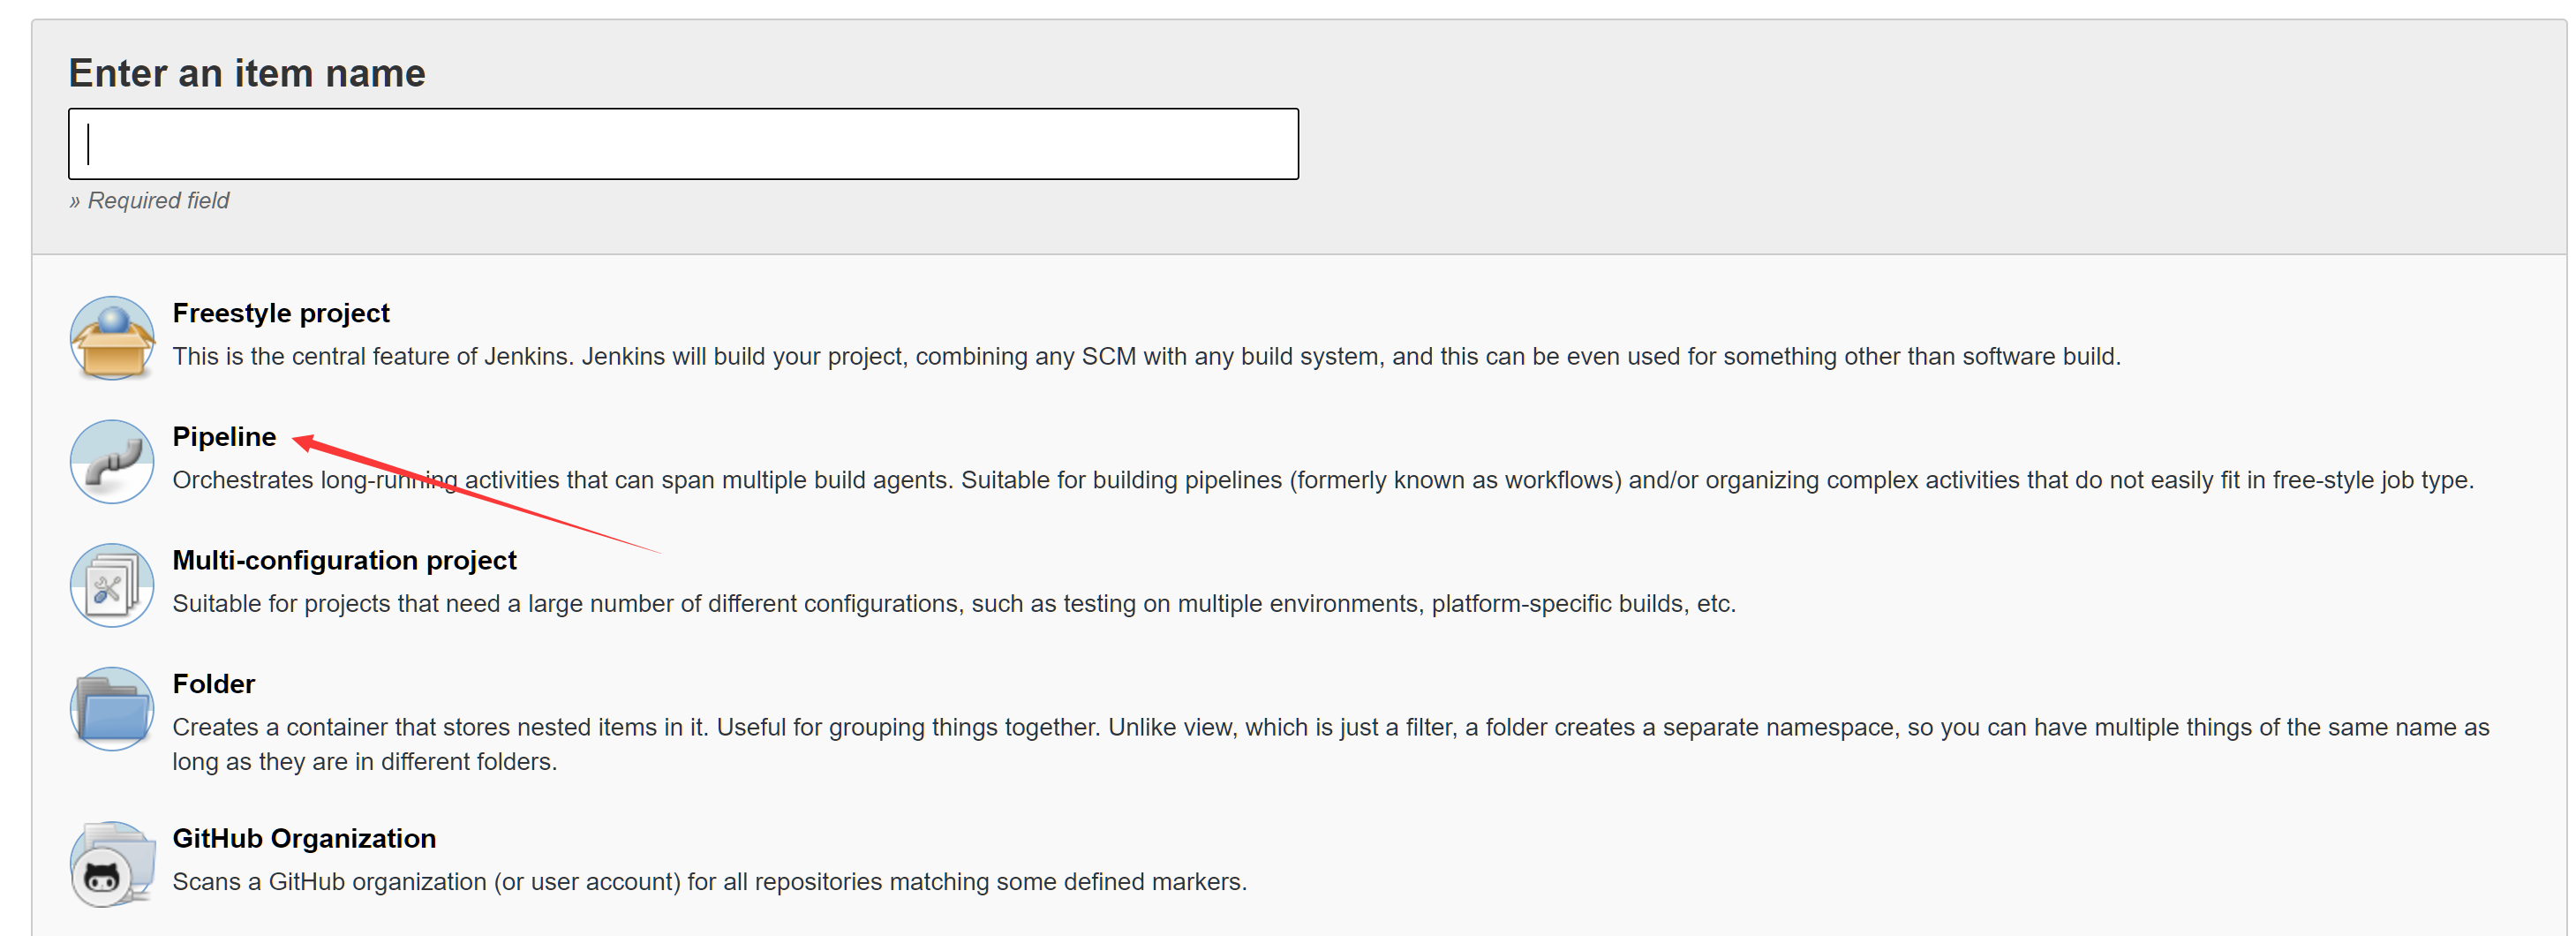 Enter an item name
» Required field
Freestyle project
This is the central feature of Jenkins. Jenkins will build your project, combining any SCM with any build system, and this can be even used for something other than software build.
Pipeline
Orchestrates long-running activities that can span multiple build agents. Suitable for building pipelines (formerly known as workflows) and/or organizing complex activities that do not easily fit in free-style job type.
Multi-configuration project
Suitable for projects that need a large number of different configurations, such as testing on multiple environments, platform-specific builds, etc.
Folder
Creates a container that stores nested items in it. Useful for grouping things together. Unlike view, which is just a filter, a folder creates a separate namespace, so you can have multiple things of the same name as
long as they are in different folders.
GitHub Organization
Scans a GitHub organization (or user account) for all repositories matching some defined markers.